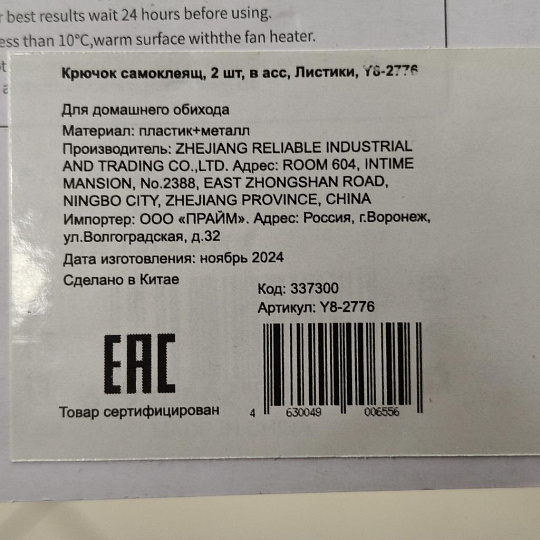 best results wait 24 hours before using.
than 10°C,warm surface withthe fan heater.
Крючок самоклеящ, 2 шт, в асс, Листики, Y8-2776
Для домашнего обихода
Материал: пластик+металл
Производитель: ZHEJIANG RELIABLE INDUSTRIAL
AND TRADING CO.,LTD. Адрес: ROOM 604, INTIME
MANSION, No.2388, EAST ZHONGSHAN ROAD,
NINGBO CITY, ZHEJIANG PROVINCE, CHINA
Импортер: ООО «ПРАЙМ». Адрес: Россия, г.Воронеж,
ул.Волгоградская, д.32
Дата изготовления: ноябрь 2024
Сделано в Китае
Код: 337300
Артикул: Y8-2776
EAC
Товар сертифицирован
4 630049 006556